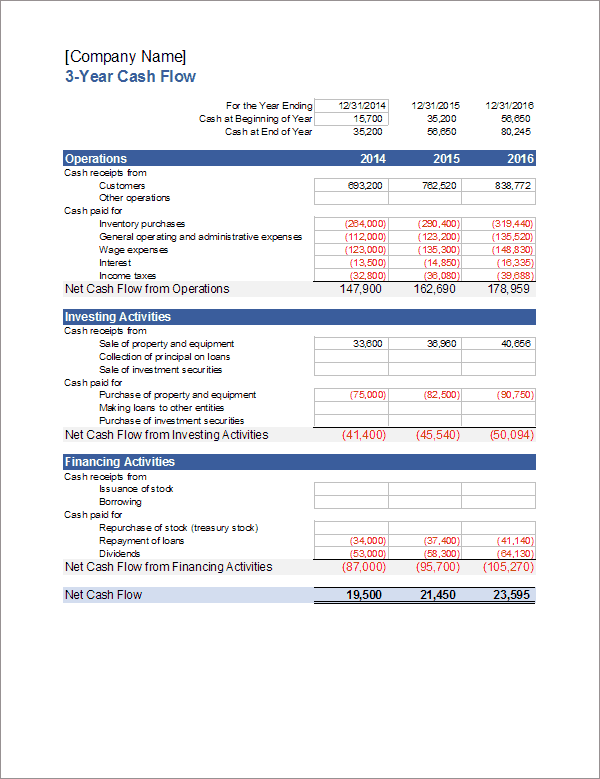 [Company Name]
3-Year Cash Flow
For the Year Ending 12/31/2014 12/31/2015 12/31/2016
Cash at Beginning of Year 15,700 35,200 56,650
Cash at End of Year 35,200 56,650 80,245
Operations 2014 2015 2016
Cash receipts from
Customers 693,200 762,520 838,772
Other operations
Cash paid for
Inventory purchases (264,000) (290,400) (319,440)
General operating and administrative expenses (112,000) (123,200) (135,520)
Wage expenses (123,000) (135,300) (148,830)
Interest (13,500) (14,850) (16,335)
Income taxes (32,800) (36,080) (39,688)
Net Cash Flow from Operations 147,900 162,690 178,959
Investing Activities
Cash receipts from
Sale of property and equipment 33,600 36,960 40,656
Collection of principal on loans
Sale of investment securities
Cash paid for
Purchase of property and equipment (75,000) (82,500) (90,750)
Making loans to other entities
Purchase of investment securities
Net Cash Flow from Investing Activities (41,400) (45,540) (50,094)
Financing Activities
Cash receipts from
Issuance of stock
Borrowing
Cash paid for
Repurchase of stock (treasury stock)
Repayment of loans (34,000) (37,400) (41,140)
Dividends (53,000) (58,300) (64,130)
Net Cash Flow from Financing Activities (87,000) (95,700) (105,270)
Net Cash Flow 19,500 21,450 23,595